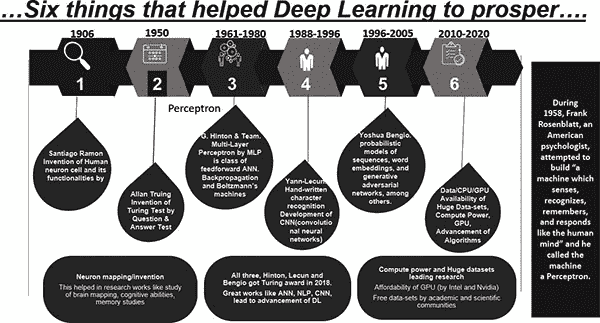 ...Six things that helped Deep Learning to prosper....
1906
1950
1961-1980
1988-1996
1996-2005
2010-2020
1
2
3
4
5
6
Perceptron
Santiago Ramon
Invention of Human
neuron cell and its
functionalities by
Allan Truing
Invention of
Turing Test by
Question &
Answer Test
G. Hinton & Team.
Multi-Layer
Perceptron by MLP
is class of
feedforward ANN.
Backpropagation
and Boltzmann's
machines
Yann-Lecun.
Hand-written
character
recognition
Development of
CNN(convoluti
onal neural
networks)
Yoshua Bengio.
probabilistic
models of
sequences, word
embeddings, and
generative
adversarial
networks, among
others.
Data/CPU/GPU
Availability of
Huge Data-sets,
Compute Power,
GPU,
Advancement of
Algorithms
During
1958, Frank
Rosenblatt, an
American
psychologist,
attempted to
build "a
machine which
senses,
recognizes,
remembers,
and responds
like the human
mind" and he
called the
machine
a Perceptron.
Neuron mapping/invention
This helped in research works like study
of brain mapping, cognitive abilities,
memory studies
All three, Hinton, Lecun and
Bengio got Turing award in 2018.
Great works like ANN, NLP, CNN,
lead to advancement of DL
Compute power and Huge datasets
leading research
Affordability of GPU (by Intel and Nvidia)
Free data-sets by academic and scientific
communities